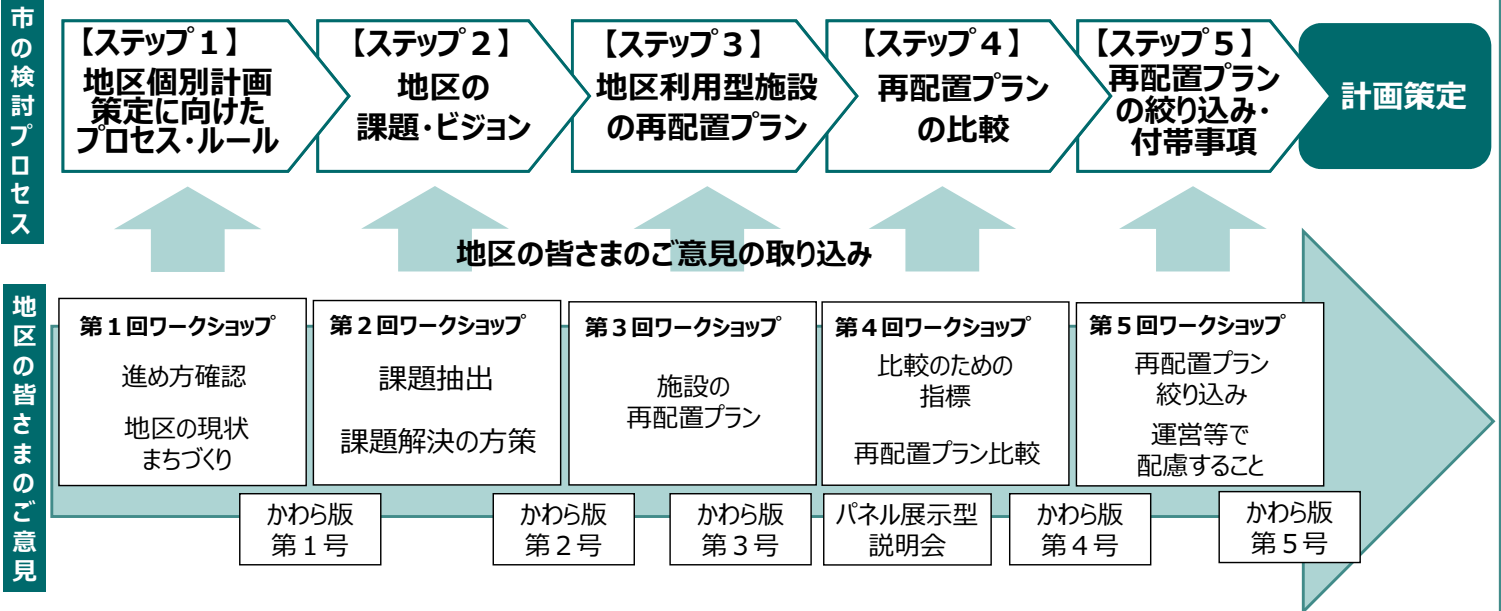 市の検討プロセス
【ステップ１】
地区個別計画
策定に向けた
プロセス・ルール
【ステップ２】
地区の
課題・ビジョン
【ステップ３】
地区利用型施設
の再配置プラン
【ステップ４】
再配置プラン
の比較
【ステップ５】
再配置プラン
の絞り込み・
付帯事項
計画策定
地区の皆さまのご意見の取り込み
地区の皆さまのご意見
第１回ワークショップ
進め方確認
地区の現状
まちづくり
第２回ワークショップ
課題抽出
課題解決の方策
第３回ワークショップ
施設の
再配置プラン
第４回ワークショップ
比較のための
指標
再配置プラン比較
第５回ワークショップ
再配置プラン
絞り込み
運営等で
配慮すること
かわら版
第１号
かわら版
第２号
かわら版
第３号
パネル展示型
説明会
かわら版
第４号
かわら版
第５号